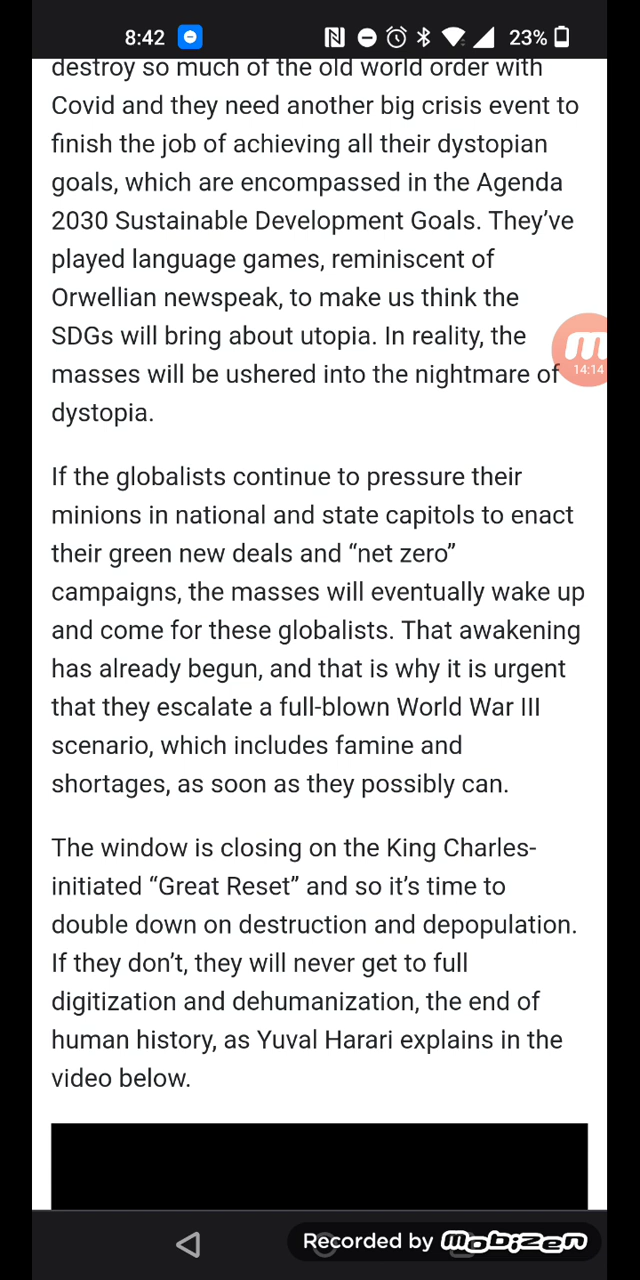 8:42
23%
destroy so much of the old world order with
Covid and they need another big crisis event to
finish the job of achieving all their dystopian
goals, which are encompassed in the Agenda
2030 Sustainable Development Goals. They’ve
played language games, reminiscent of
Orwellian newspeak, to make us think the
SDGs will bring about utopia. In reality, the
masses will be ushered into the nightmare of
14:14
dystopia.
If the globalists continue to pressure their
minions in national and state capitols to enact
their green new deals and “net zero”
campaigns, the masses will eventually wake up
and come for these globalists. That awakening
has already begun, and that is why it is urgent
that they escalate a full-blown World War III
scenario, which includes famine and
shortages, as soon as they possibly can.
The window is closing on the King Charles-
initiated “Great Reset” and so it’s time to
double down on destruction and depopulation.
If they don’t, they will never get to full
digitization and dehumanization, the end of
human history, as Yuval Harari explains in the
video below.
Recorded by mobizen